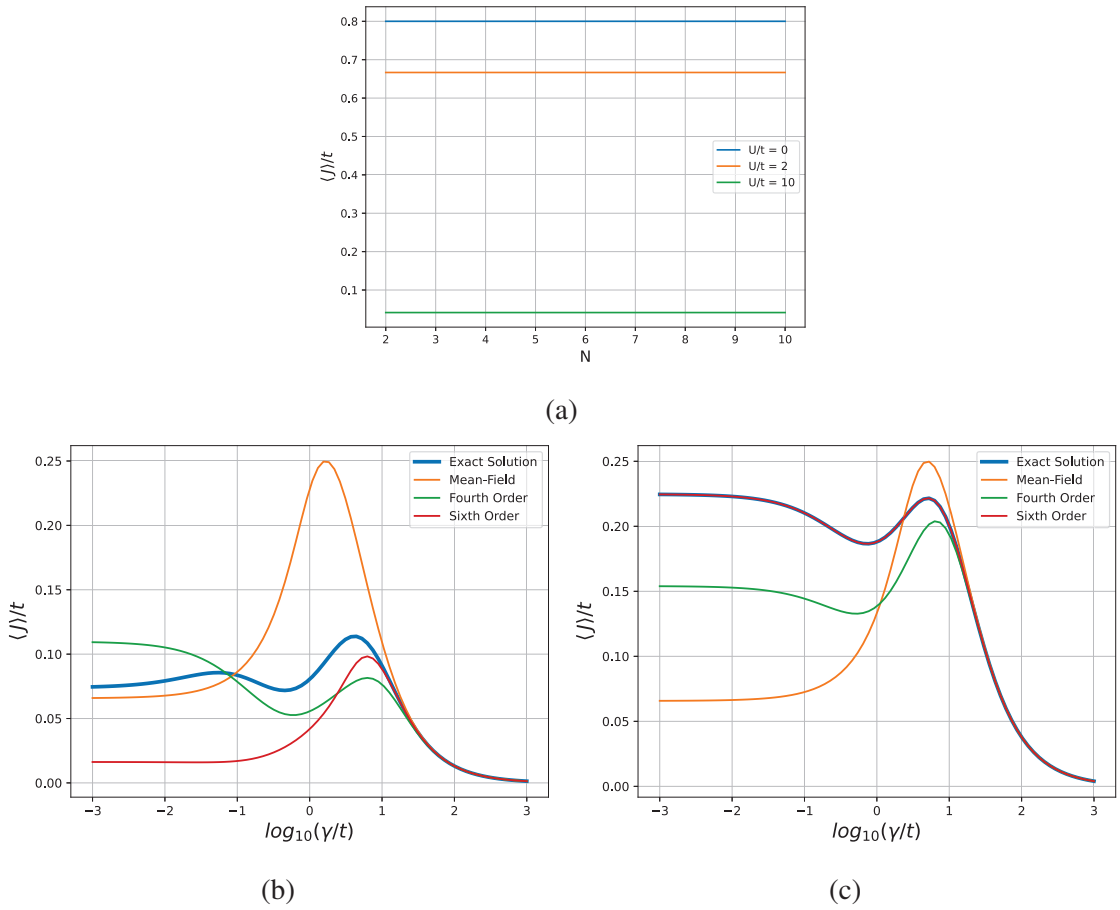 0.8
0.7
0.6
0.5
0.4
0.3
0.2
0.1
⟨J⟩/t
U/t = 0
U/t = 2
U/t = 10
2 3 4 5 6 7 8 9 10
N
(a)
0.25
0.20
0.15
0.10
0.05
0.00
⟨J⟩/t
Exact Solution
Mean-Field
Fourth Order
Sixth Order
−3 −2 −1 0 1 2 3
log10(γ/t)
(b)
0.25
0.20
0.15
0.10
0.05
0.00
⟨J⟩/t
Exact Solution
Mean-Field
Fourth Order
Sixth Order
−3 −2 −1 0 1 2 3
log10(γ/t)
(c)